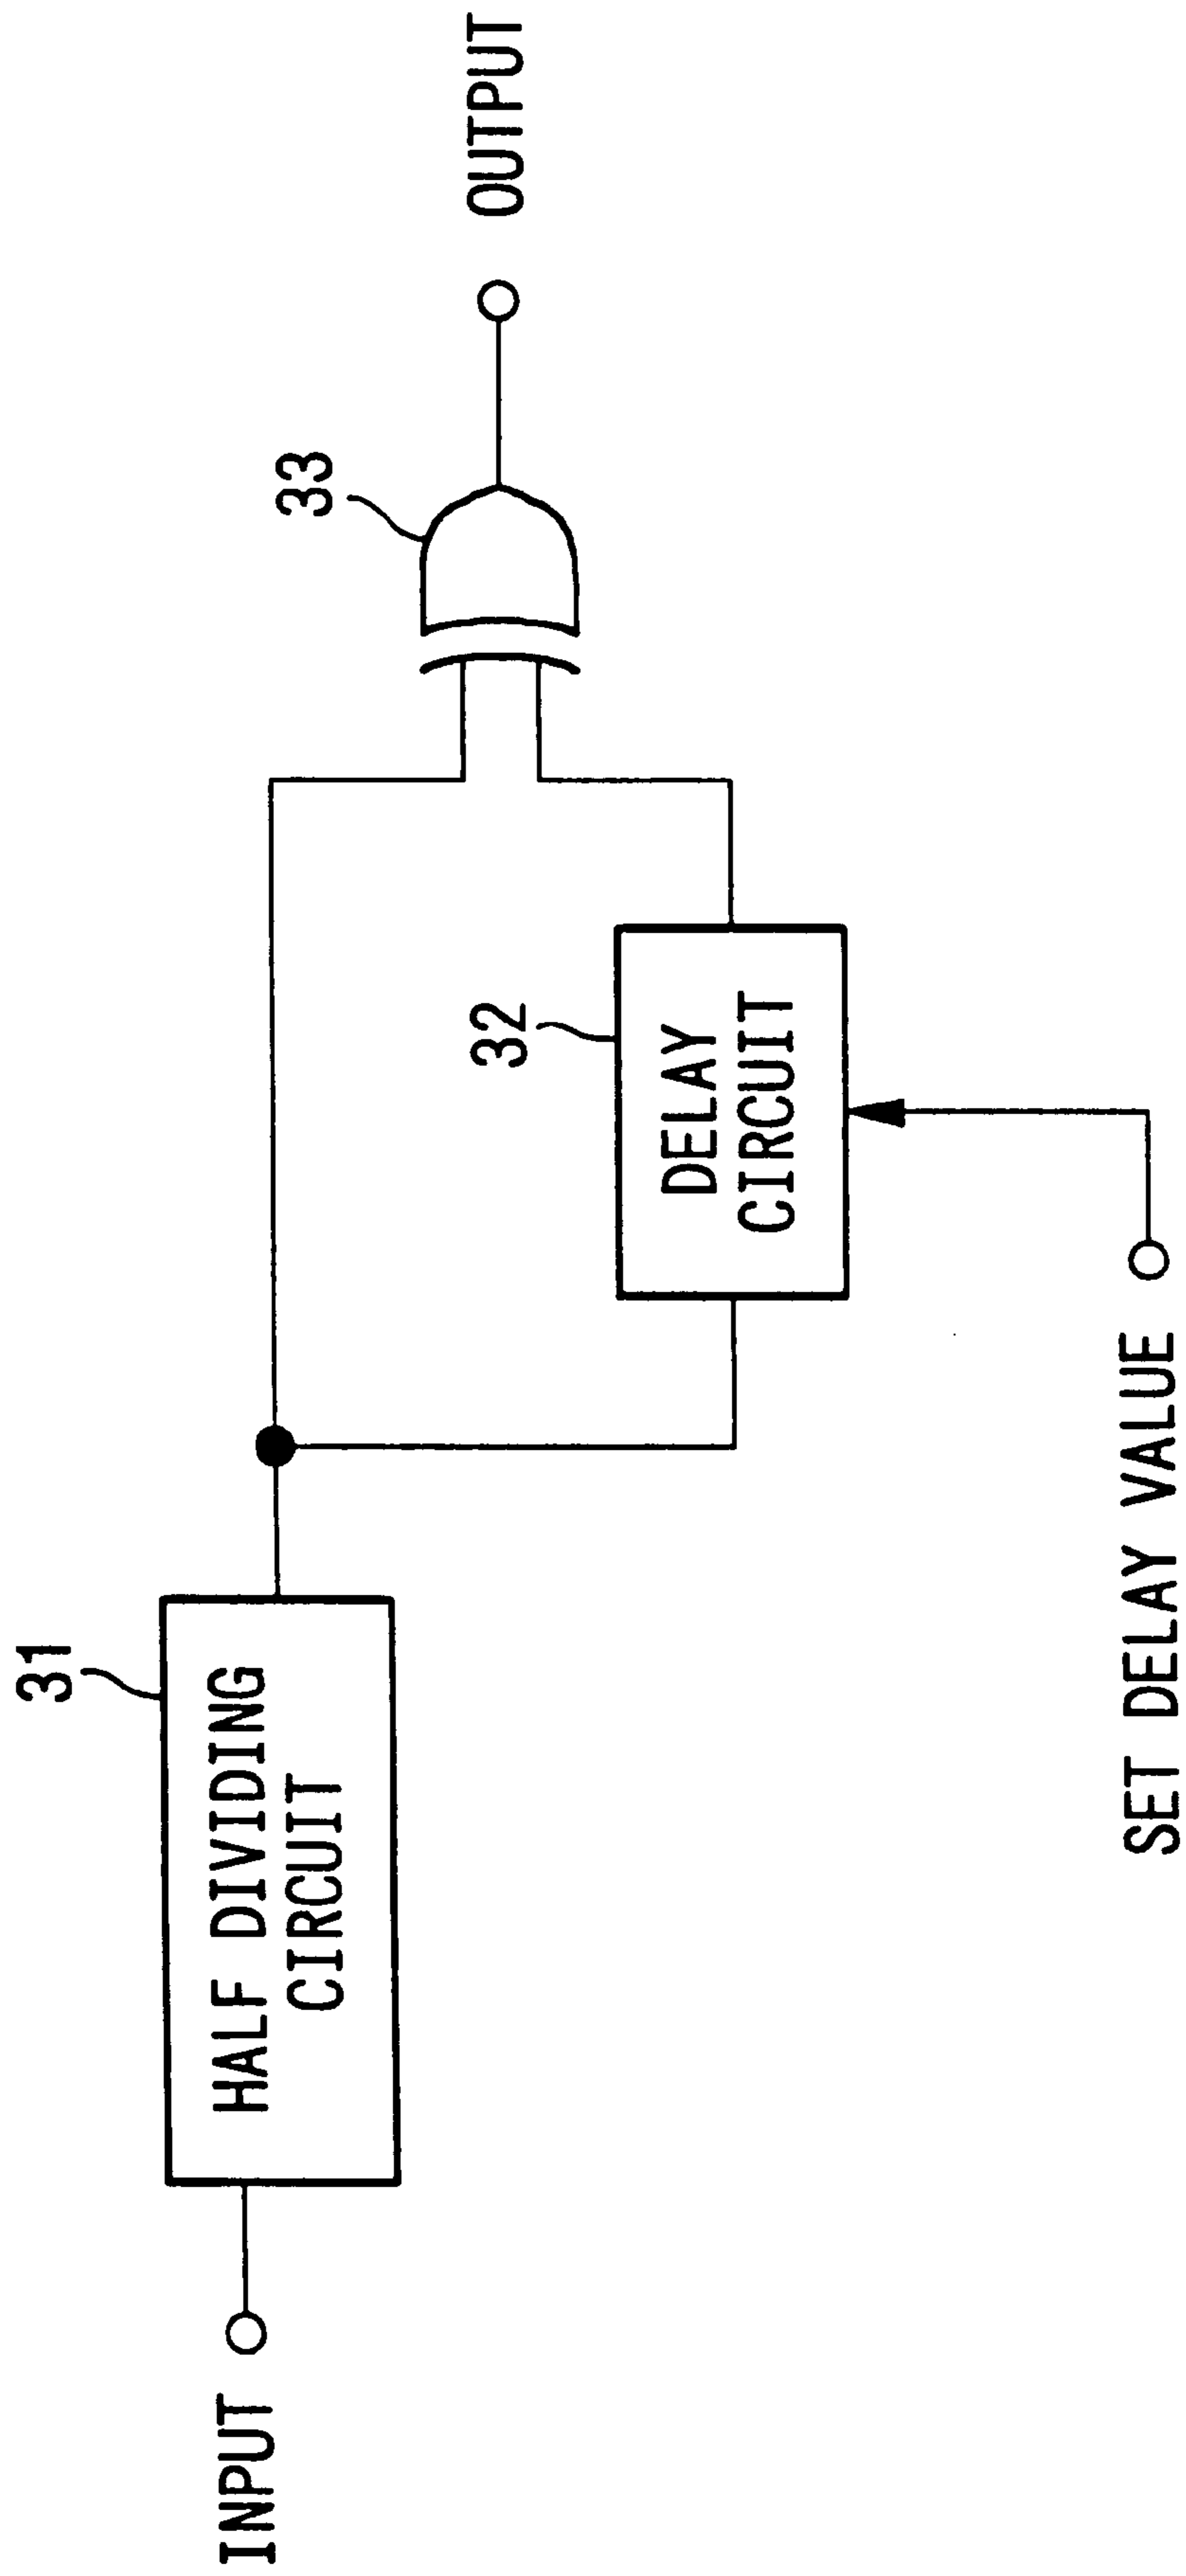 INPUT
31
HALF DIVIDING
CIRCUIT
32
DELAY
CIRCUIT
SET DELAY VALUE
33
OUTPUT